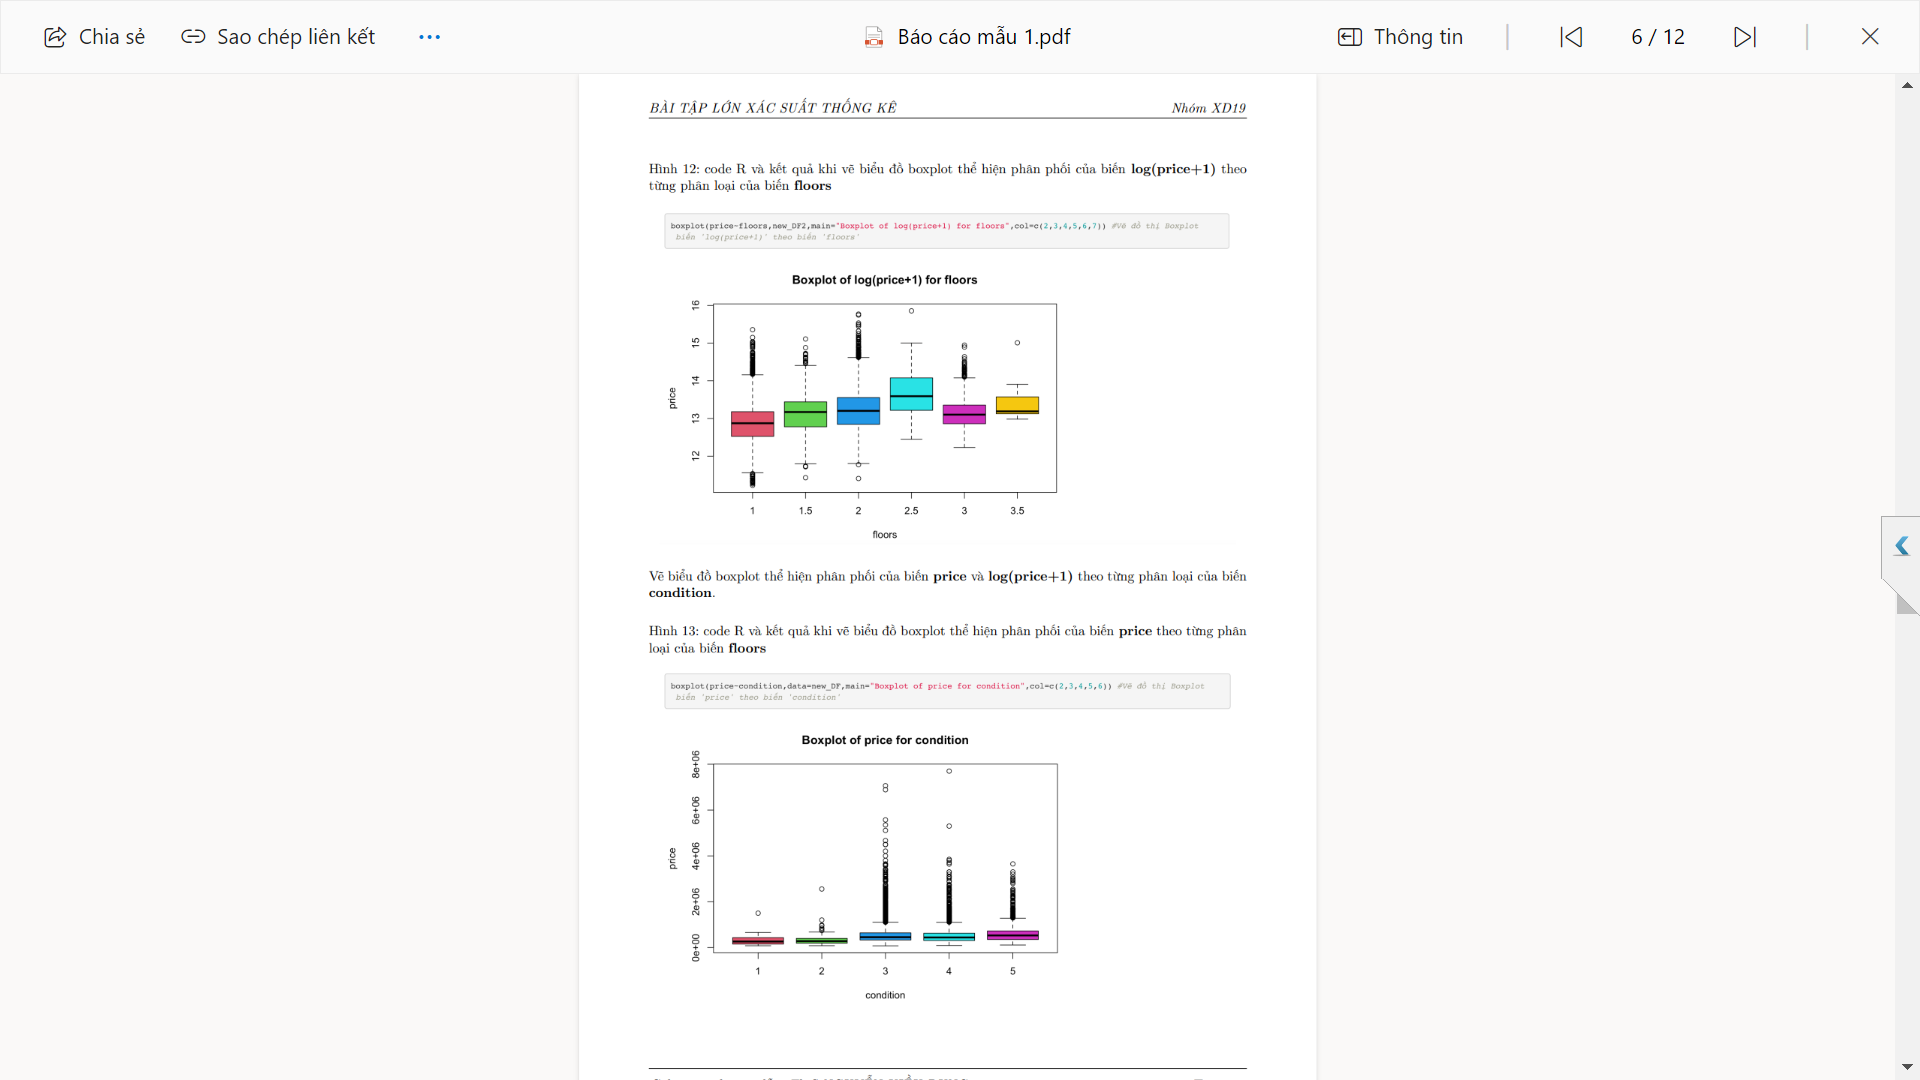 Chia sẻ Sao chép liên kết Báo cáo mẫu 1.pdf Thông tin 6 / 12
BÀI TẬP LỚN XÁC SUẤT THỐNG KÊ Nhóm XD19
Hình 12: code R và kết quả khi vẽ biểu đồ boxplot thể hiện phân phối của biến log(price+1) theo
từng phân loại của biến floors
boxplot(price~floors,new_DF2,main="Boxplot of log(price+1) for floors",col=c(2,3,4,5,6,7)) #Vẽ đồ thị Boxplot
biến 'log(price+1)' theo biến 'floors'
Boxplot of log(price+1) for floors
16
15
14
13
12
price
1 1.5 2 2.5 3 3.5
floors
Vẽ biểu đồ boxplot thể hiện phân phối của biến price và log(price+1) theo từng phân loại của biến
condition.
Hình 13: code R và kết quả khi vẽ biểu đồ boxplot thể hiện phân phối của biến price theo từng phân
loại của biến floors
boxplot(price~condition,data=new_DF,main="Boxplot of price for condition",col=c(2,3,4,5,6)) #Vẽ đồ thị Boxplot
biến 'price' theo biến 'condition'
Boxplot of price for condition
8e+06
6e+06
4e+06
2e+06
0e+00
price
1 2 3 4 5
condition